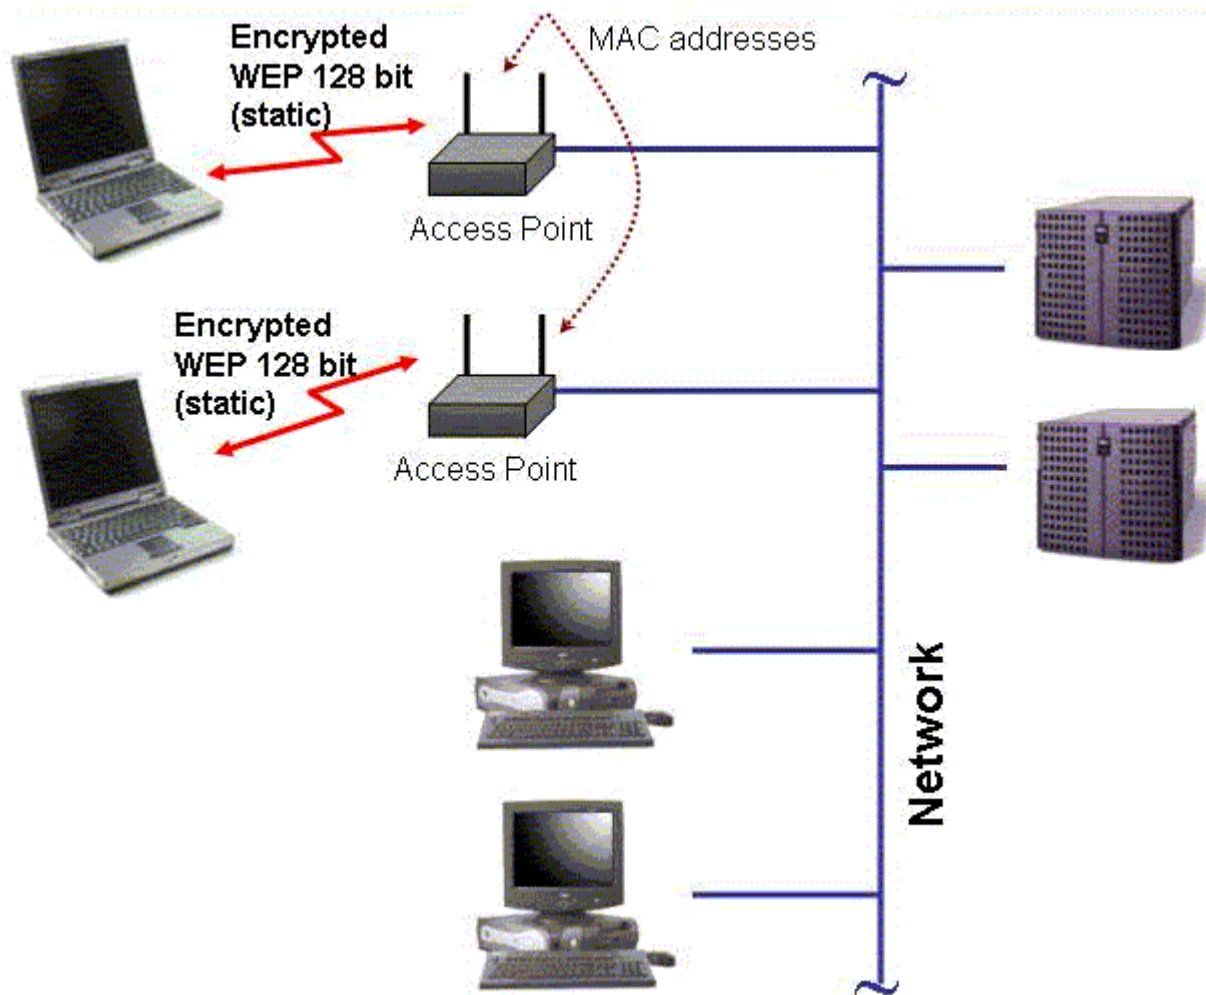 Encrypted
WEP 128 bit
(static)
MAC addresses
Access Point
Encrypted
WEP 128 bit
(static)
Access Point
Network